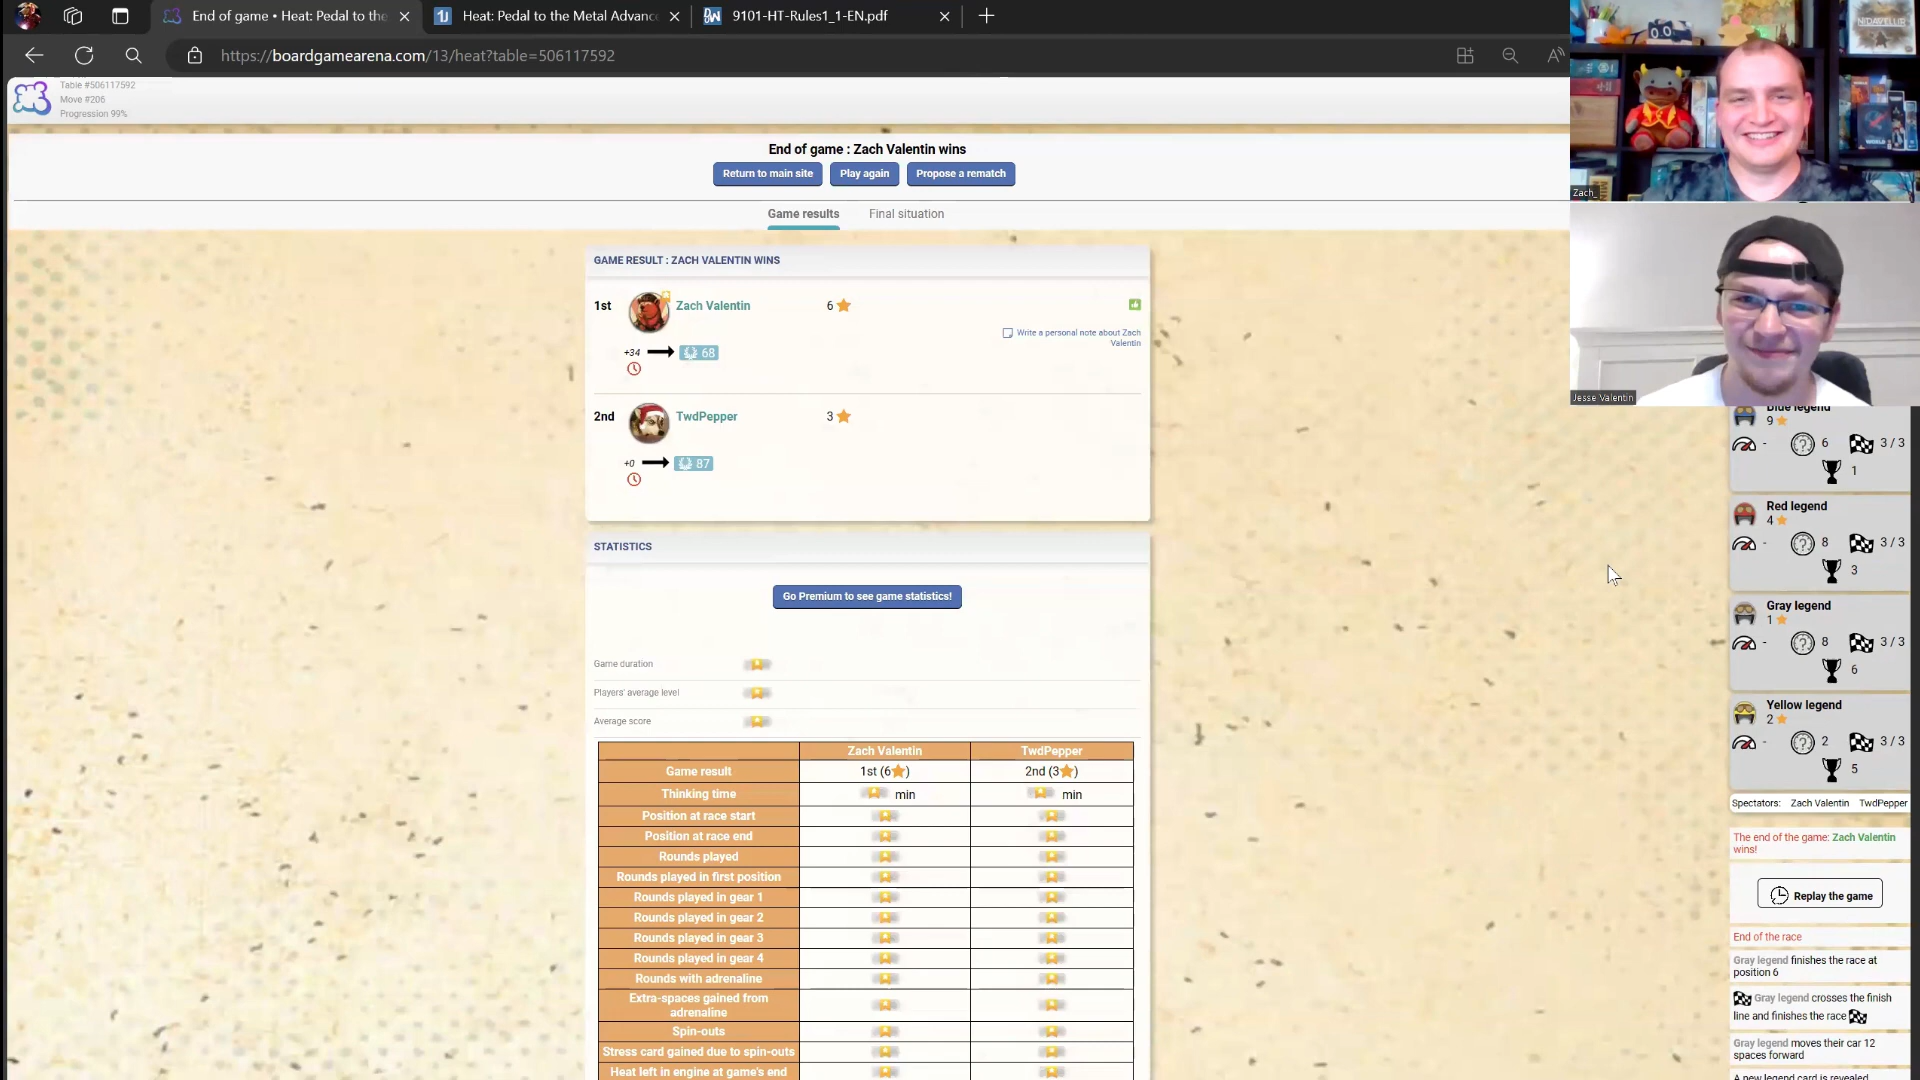 End of game • Heat: Pedal to the
Heat: Pedal to the Metal Advanc
9101-HT-Rules1_1-EN.pdf
https://boardgamearena.com/13/heat?table=506117592
NIDAVELLIR
Table #506117592
Move #206
Progression 99%
End of game : Zach Valentin wins
Return to main site
Play again
Propose a rematch
Zach_
Game results
Final situation
GAME RESULT : ZACH VALENTIN WINS
1st
Zach Valentin
6
Write a personal note about Zach
Valentin
+34
68
Jesse Valentin
2nd
TwdPepper
3
+0
87
Blue legend
9
- 6 3 / 3
1
Red legend
4
- 8 3 / 3
3
Gray legend
1
- 8 3 / 3
6
Yellow legend
2
- 2 3 / 3
5
STATISTICS
Go Premium to see game statistics!
Game duration
Players' average level
Average score
Zach Valentin TwdPepper
Game result 1st (6) 2nd (3)
Thinking time min min
Position at race start
Position at race end
Rounds played
Rounds played in first position
Rounds played in gear 1
Rounds played in gear 2
Rounds played in gear 3
Rounds played in gear 4
Rounds with adrenaline
Extra-spaces gained from
adrenaline
Spin-outs
Stress card gained due to spin-outs
Heat left in engine at game's end
Spectators: Zach Valentin TwdPepper
The end of the game: Zach Valentin
wins!
Replay the game
End of the race
Gray legend finishes the race at
position 6
Gray legend crosses the finish
line and finishes the race
Gray legend moves their car 12
spaces forward
A new legend card is revealed